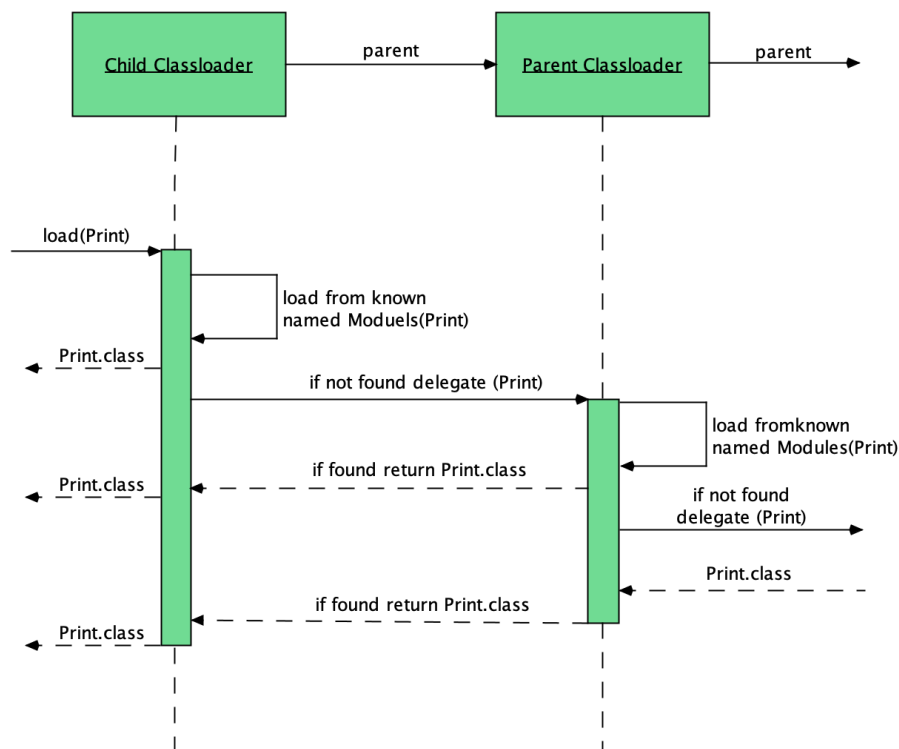 Child Classloader
parent
Parent Classloader
parent
load(Print)
load from known
named Moduels(Print)
Print.class
if not found delegate (Print)
load fromknown
named Modules(Print)
if found return Print.class
Print.class
if not found
delegate (Print)
Print.class
if found return Print.class
Print.class